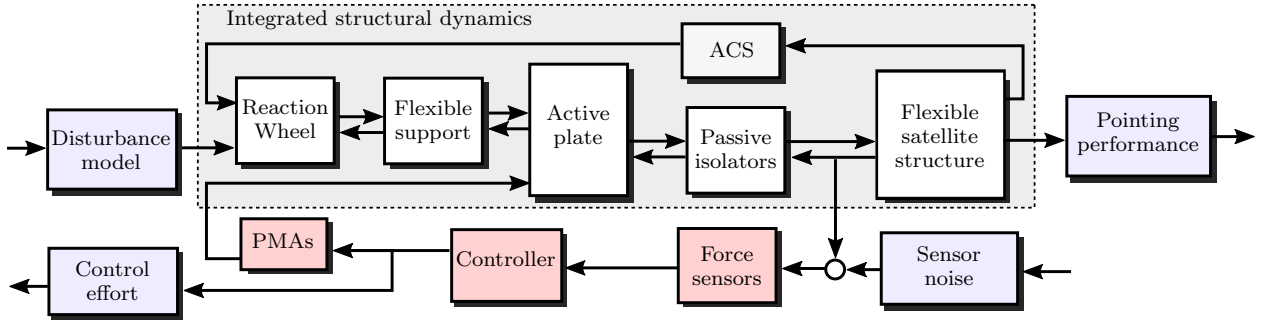 Integrated structural dynamics
ACS
Reaction
Wheel
Flexible
support
Active
plate
Passive
isolators
Flexible
satellite
structure
Disturbance
model
Pointing
performance
PMAs
Controller
Force
sensors
Sensor
noise
Control
effort